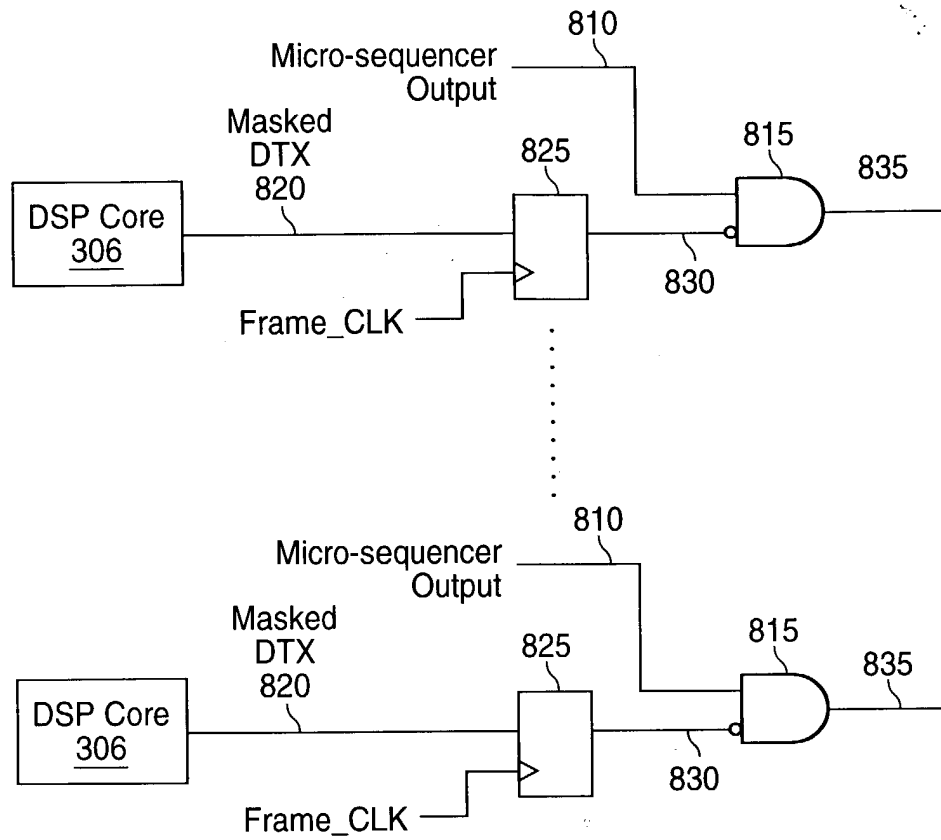 810
Micro-sequencer
Output
Masked
DTX
820
825
815
835
DSP Core
306
830
Frame_CLK
810
Micro-sequencer
Output
Masked
DTX
820
825
815
835
DSP Core
306
830
Frame_CLK